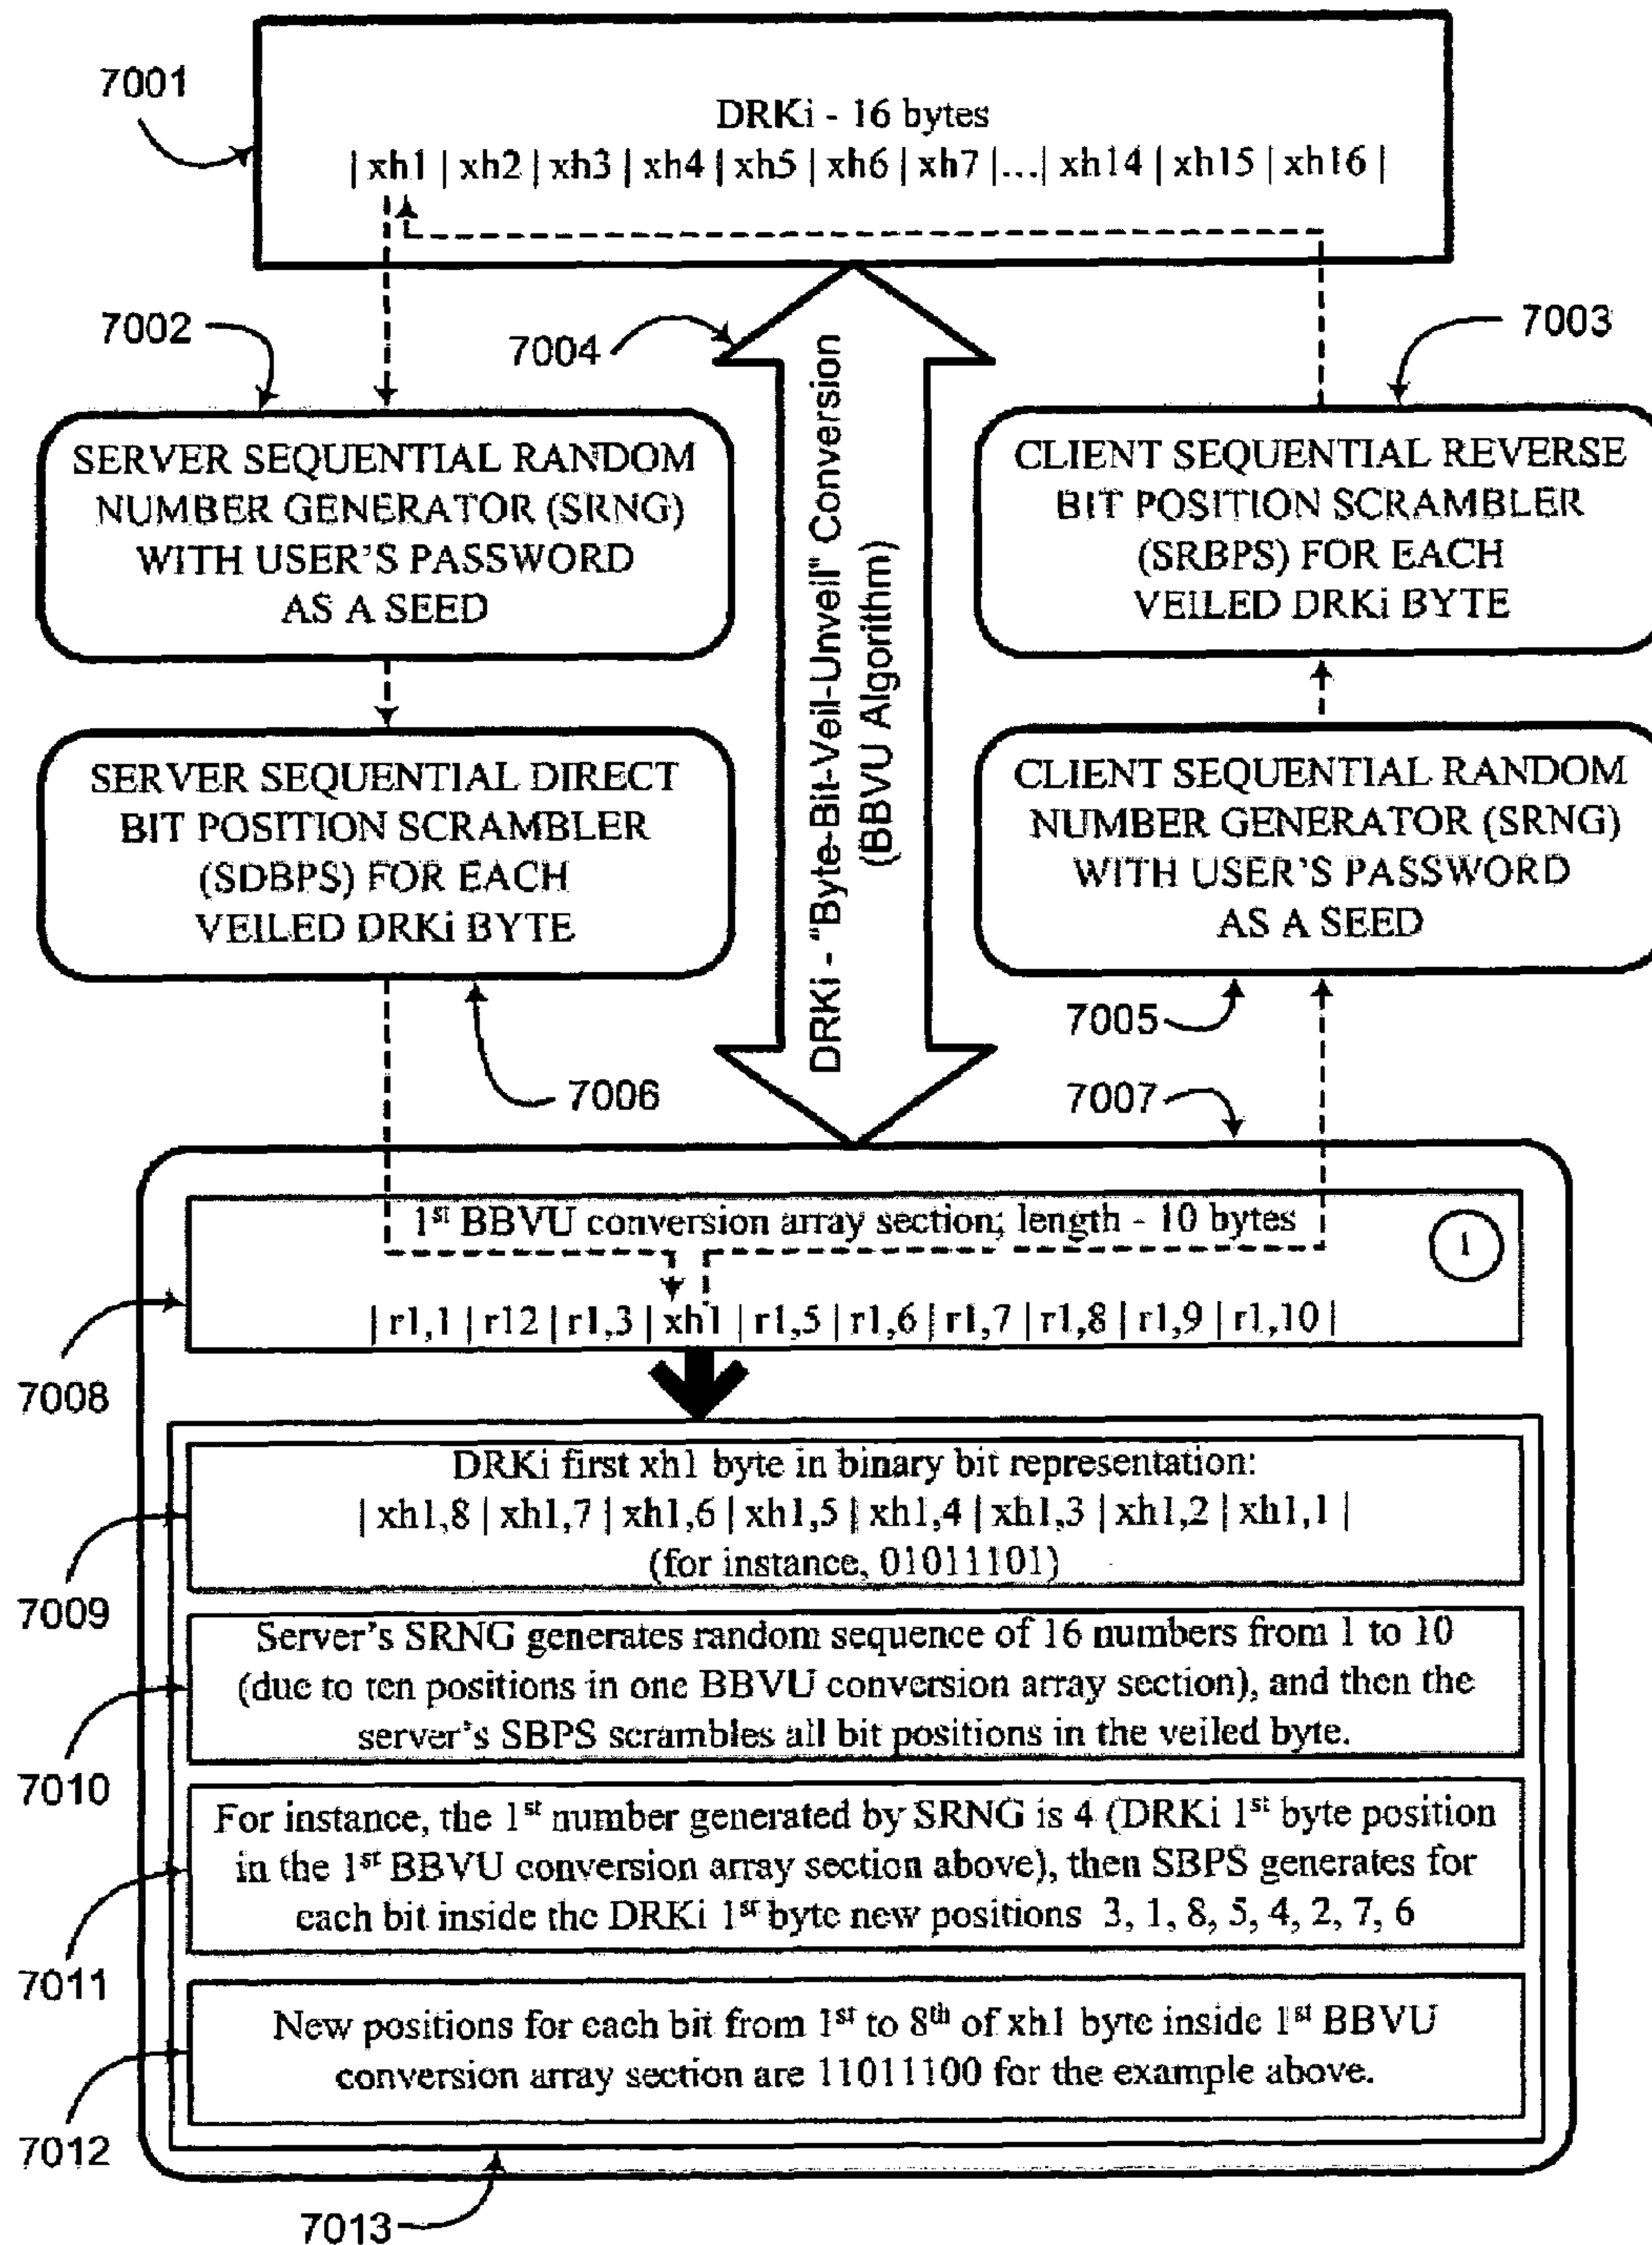 7001
DRKi - 16 bytes
| xh1 | xh2 | xh3 | xh4 | xh5 | xh6 | xh7 |...| xh14 | xh15 | xh16 |
7002
7004
7003
SERVER SEQUENTIAL RANDOM
NUMBER GENERATOR (SRNG)
WITH USER'S PASSWORD
AS A SEED
DRKi - "Byte-Bit-Veil-Unveil" Conversion
(BBVU Algorithm)
CLIENT SEQUENTIAL REVERSE
BIT POSITION SCRAMBLER
(SRBPS) FOR EACH
VEILED DRKi BYTE
SERVER SEQUENTIAL DIRECT
BIT POSITION SCRAMBLER
(SDBPS) FOR EACH
VEILED DRKi BYTE
CLIENT SEQUENTIAL RANDOM
NUMBER GENERATOR (SRNG)
WITH USER'S PASSWORD
AS A SEED
7005
7006
7007
1st BBVU conversion array section; length - 10 bytes
1
| r1,1 | r12 | r1,3 | xh1 | r1,5 | r1,6 | r1,7 | r1,8 | r1,9 | r1,10 |
7008
DRKi first xh1 byte in binary bit representation:
| xh1,8 | xh1,7 | xh1,6 | xh1,5 | xh1,4 | xh1,3 | xh1,2 | xh1,1 |
(for instance, 01011101)
7009
Server's SRNG generates random sequence of 16 numbers from 1 to 10
(due to ten positions in one BBVU conversion array section), and then the
server's SBPS scrambles all bit positions in the veiled byte.
7010
For instance, the 1st number generated by SRNG is 4 (DRKi 1st byte position
in the 1st BBVU conversion array section above), then SBPS generates for
each bit inside the DRKi 1st byte new positions 3, 1, 8, 5, 4, 2, 7, 6
7011
New positions for each bit from 1st to 8th of xh1 byte inside 1st BBVU
conversion array section are 11011100 for the example above.
7012
7013